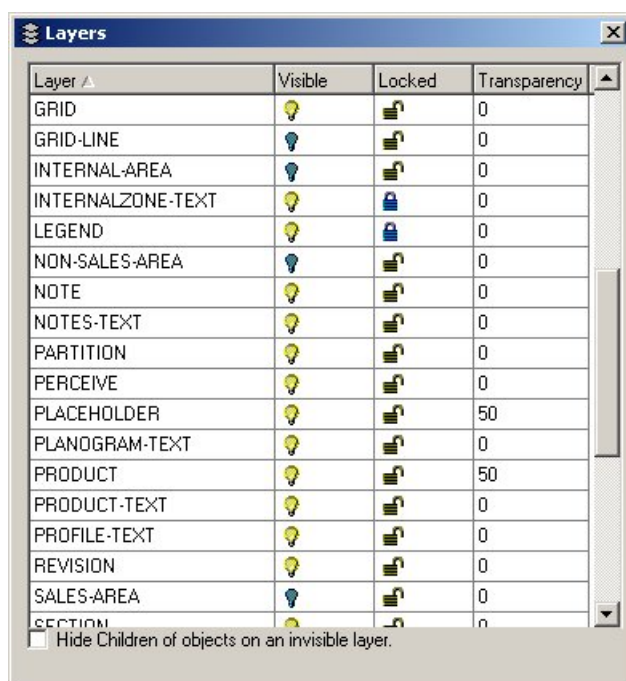 Layers
Layer Visible Locked Transparency
GRID 0
GRID-LINE 0
INTERNAL-AREA 0
INTERNALZONE-TEXT 0
LEGEND 0
NON-SALES-AREA 0
NOTE 0
NOTES-TEXT 0
PARTITION 0
PERCEIVE 0
PLACEHOLDER 50
PLANOGRAM-TEXT 0
PRODUCT 50
PRODUCT-TEXT 0
PROFILE-TEXT 0
REVISION 0
SALES-AREA 0
SECTION 0
Hide Children of objects on an invisible layer.